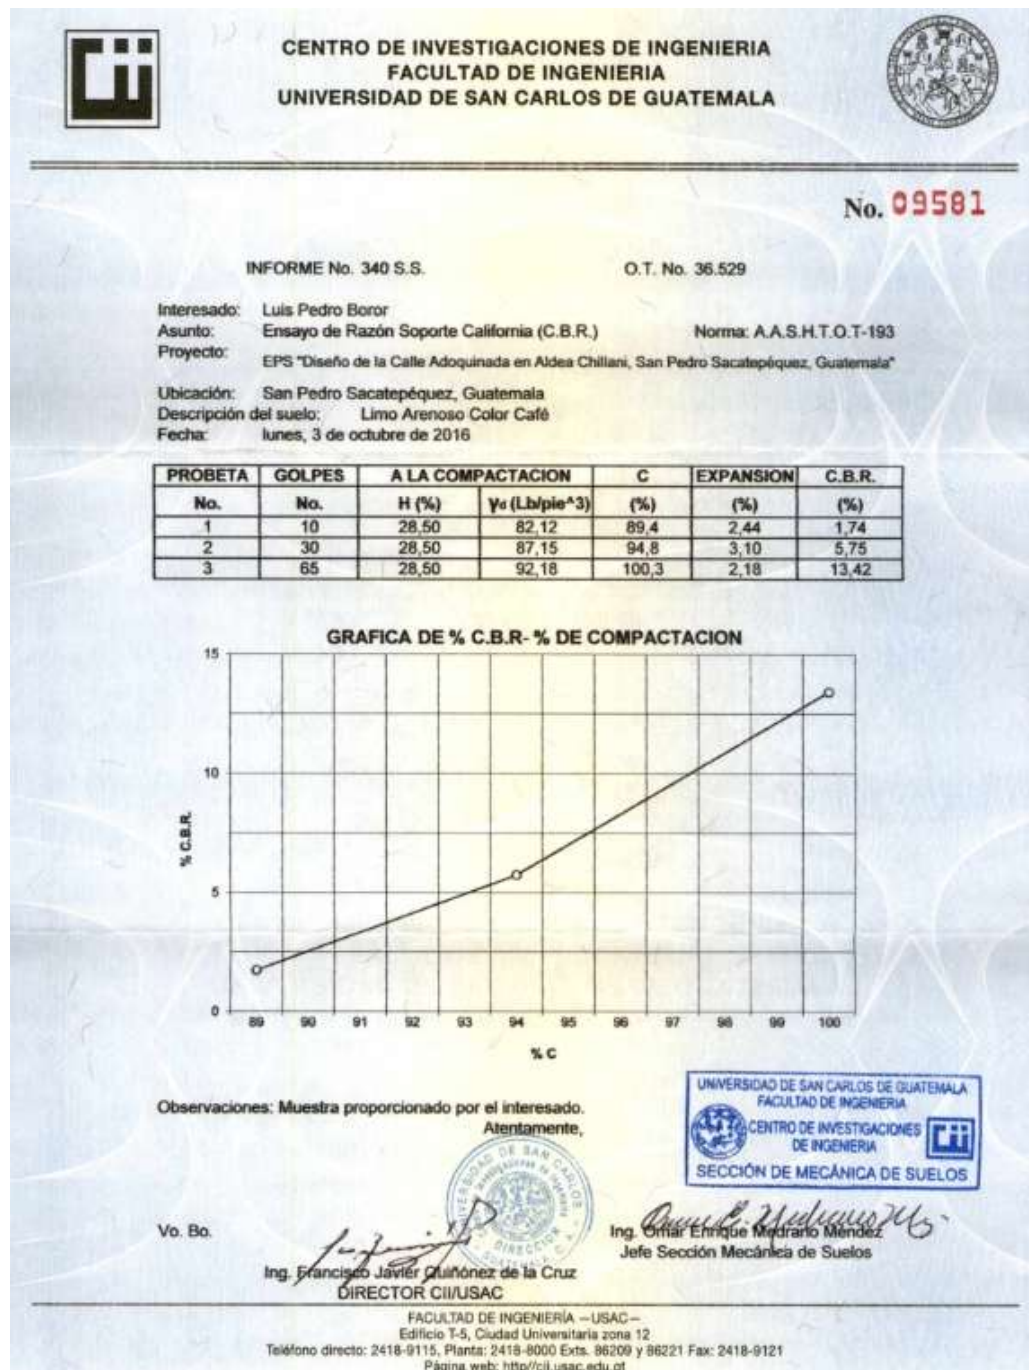 CENTRO DE INVESTIGACIONES DE INGENIERIA
FACULTAD DE INGENIERIA
UNIVERSIDAD DE SAN CARLOS DE GUATEMALA
No. 09581
INFORME No. 340 S.S. O.T. No. 36.529
Interesado: Luis Pedro Boror
Asunto: Ensayo de Razón Soporte California (C.B.R.) Norma: A.A.S.H.T.O.T-193
Proyecto: EPS "Diseño de la Calle Adoquinada en Aldea Chillani, San Pedro Sacatepéquez, Guatemala"
Ubicación: San Pedro Sacatepéquez, Guatemala
Descripción del suelo: Limo Arenoso Color Café
Fecha: lunes, 3 de octubre de 2016
PROBETA GOLPES A LA COMPACTACION C EXPANSION C.B.R.
No. No. H (%) γd (Lb/pie^3) (%) (%) (%)
1 10 28,50 82,12 89,4 2,44 1,74
2 30 28,50 87,15 94,8 3,10 5,75
3 65 28,50 92,18 100,3 2,18 13,42
GRAFICA DE % C.B.R- % DE COMPACTACION
15
10
5
0
% C.B.R.
89 90 91 92 93 94 95 96 97 98 99 100
% C
Observaciones: Muestra proporcionado por el interesado.
Atentamente,
UNIVERSIDAD DE SAN CARLOS DE GUATEMALA
FACULTAD DE INGENIERIA
CENTRO DE INVESTIGACIONES
DE INGENIERIA
SECCIÓN DE MECÁNICA DE SUELOS
DIRECCION
Vo. Bo.
Ing. Omar Enrique Medrano Méndez
Jefe Sección Mecánica de Suelos
Ing. Francisco Javier Quiñónez de la Cruz
DIRECTOR CII/USAC
FACULTAD DE INGENIERÍA —USAC—
Edificio T-5, Ciudad Universitaria zona 12
Teléfono directo: 2418-9115, Planta: 2418-8000 Exts. 86209 y 86221 Fax: 2418-9121
Página web: http//cii.usac.edu.gt